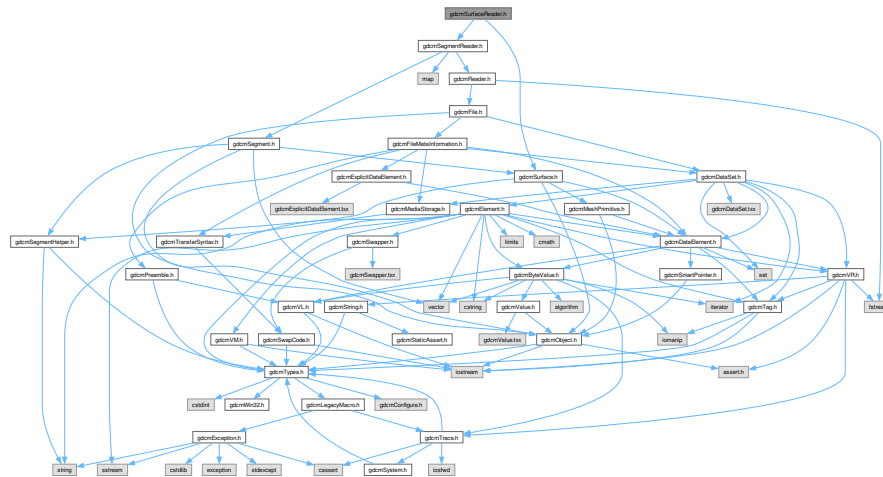 gdcmSurfaceReader.h
gdcmSegmentReader.h
map
gdcmReader.h
gdcmFile.h
gdcmSegment.h
gdcmFileMetaInformation.h
gdcmExplicitDataElement.h
gdcmSurface.h
gdcmDataSet.h
gdcmExplicitDataElement.txx
gdcmMediaStorage.h
gdcmElement.h
gdcmMeshPrimitive.h
gdcmDataSet.txx
gdcmSegmentHelper.h
gdcmTransferSyntax.h
gdcmSwapper.h
limits
cmath
gdcmDataElement.h
gdcmPreamble.h
gdcmSwapper.txx
gdcmByteValue.h
gdcmSmartPointer.h
set
gdcmVR.h
gdcmVL.h
gdcmString.h
vector
cstring
gdcmValue.h
algorithm
iterator
gdcmTag.h
fstream
gdcmVM.h
gdcmSwapCode.h
gdcmStaticAssert.h
gdcmValue.txx
gdcmObject.h
iomanip
gdcmTypes.h
iostream
assert.h
cstdint
gdcmWin32.h
gdcmLegacyMacro.h
gdcmConfigure.h
gdcmException.h
gdcmTrace.h
string
sstream
cstdlib
exception
stdexcept
cassert
gdcmSystem.h
iosfwd